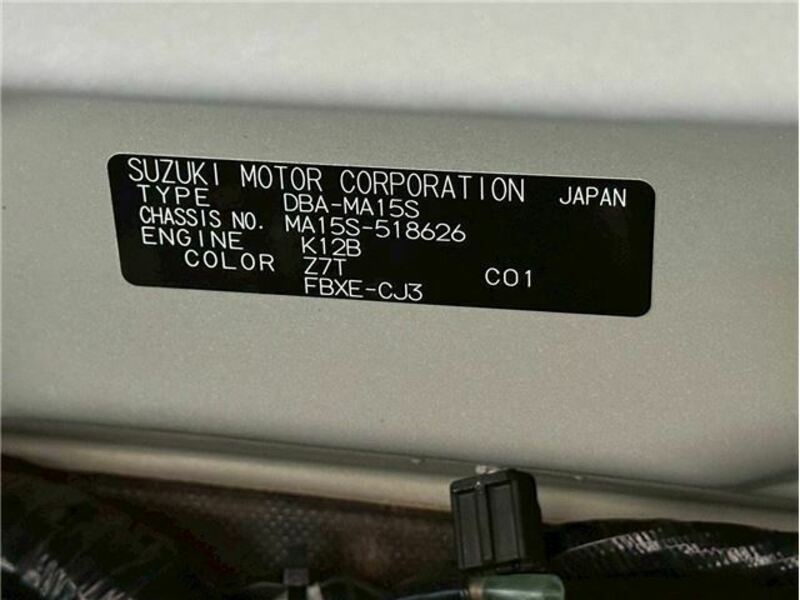 SUZUKI MOTOR CORPORATION JAPAN
TYPE DBA-MA15S
CHASSIS NO. MA15S-518626
ENGINE K12B
COLOR Z7T C01
FBXE-CJ3